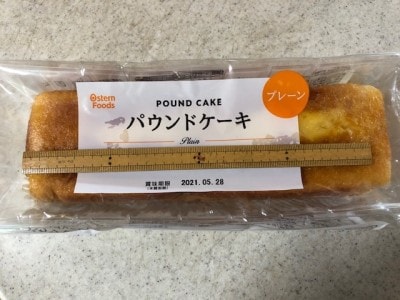 Ostern
Foods
POUND CAKE
プレーン
パウンドケーキ
Plain
賞味期限
2021.05.28